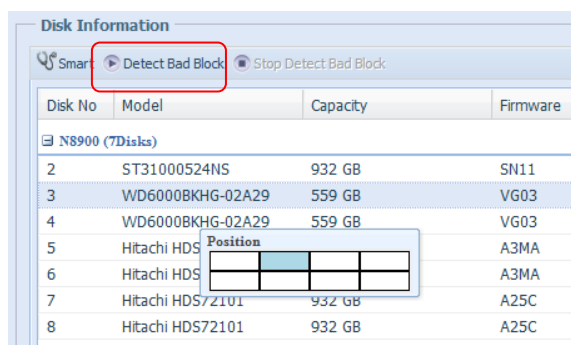 Disk Information
Smart Detect Bad Block Stop Detect Bad Block
Disk No Model Capacity Firmware
N8900 (7Disks)
2 ST31000524NS 932 GB SN11
3 WD6000BKHG-02A29 559 GB VG03
4 WD6000BKHG-02A29 559 GB VG03
5 Hitachi HDS A3MA
Position
6 Hitachi HDS A3MA
7 Hitachi HDS72101 932 GB A25C
8 Hitachi HDS72101 932 GB A25C